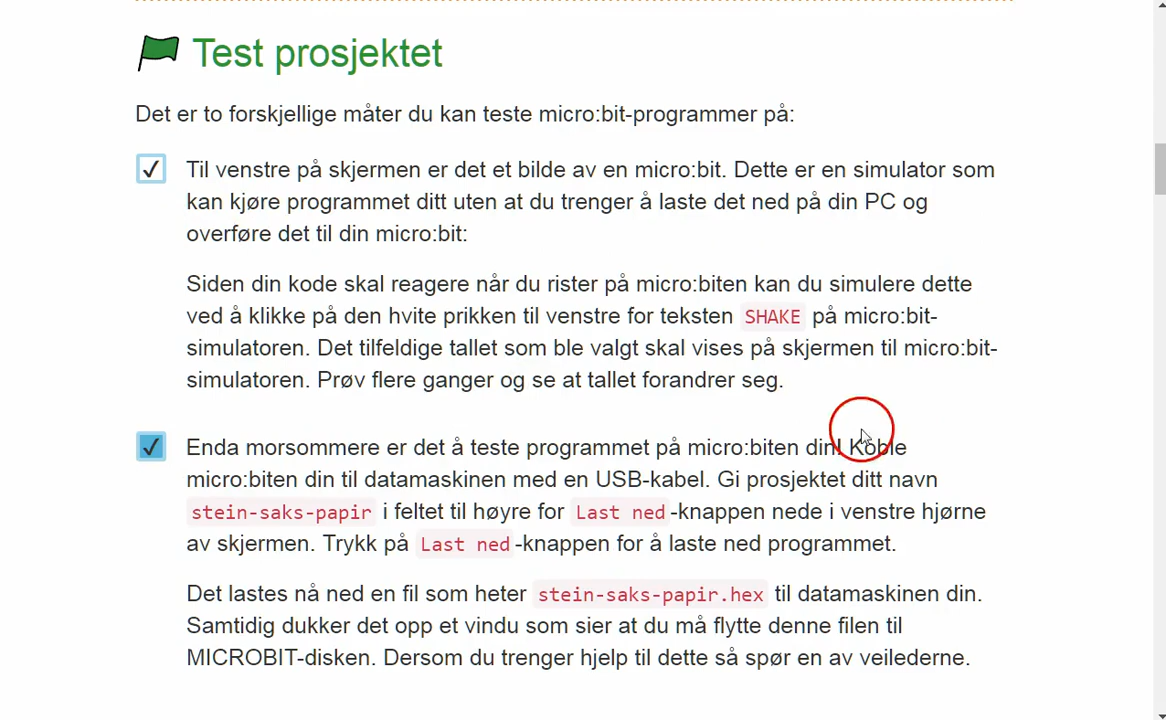 Test prosjektet
Det er to forskjellige måter du kan teste micro:bit-programmer på:
Til venstre på skjermen er det et bilde av en micro:bit. Dette er en simulator som
kan kjøre programmet ditt uten at du trenger å laste det ned på din PC og
overføre det til din micro:bit:
Siden din kode skal reagere når du rister på micro:biten kan du simulere dette
ved å klikke på den hvite prikken til venstre for teksten SHAKE på micro:bit-
simulatoren. Det tilfeldige tallet som ble valgt skal vises på skjermen til micro:bit-
simulatoren. Prøv flere ganger og se at tallet forandrer seg.
Enda morsommere er det å teste programmet på micro:biten din! Koble
micro:biten din til datamaskinen med en USB-kabel. Gi prosjektet ditt navn
stein-saks-papir i feltet til høyre for Last ned-knappen nede i venstre hjørne
av skjermen. Trykk på Last ned-knappen for å laste ned programmet.
Det lastes nå ned en fil som heter stein-saks-papir.hex til datamaskinen din.
Samtidig dukker det opp et vindu som sier at du må flytte denne filen til
MICROBIT-disken. Dersom du trenger hjelp til dette så spør en av veilederne.